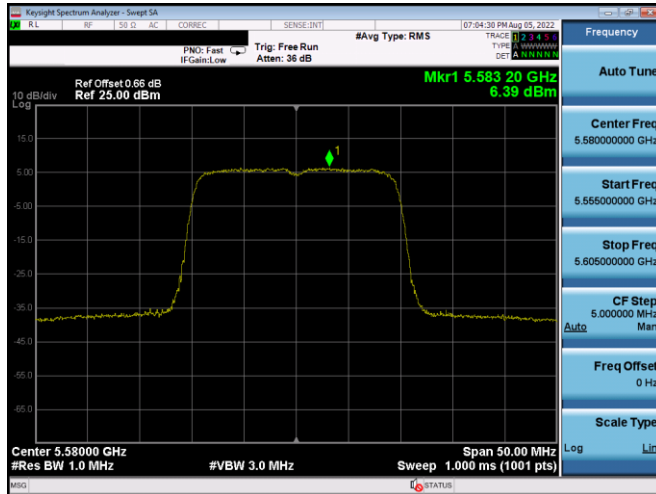 Keysight Spectrum Analyzer - Swept SA
RL RF 50 Ω AC CORREC SENSE:INT 07:04:30 PM Aug 05, 2022
#Avg Type: RMS
TRACE 1 2 3 4 5 6
TYPE A WWWWW
DET A N N N N N
PNO: Fast
IFGain:Low
Trig: Free Run
Atten: 36 dB
Mkr1 5.583 20 GHz
6.39 dBm
Ref Offset 0.66 dB
Ref 25.00 dBm
10 dB/div
Log
15.0
5.00
-5.00
-15.0
-25.0
-35.0
-45.0
-55.0
-65.0
1
Center 5.58000 GHz
#Res BW 1.0 MHz
#VBW 3.0 MHz
Span 50.00 MHz
Sweep 1.000 ms (1001 pts)
MSG
STATUS
Frequency
Auto Tune
Center Freq
5.580000000 GHz
Start Freq
5.555000000 GHz
Stop Freq
5.605000000 GHz
CF Step
5.000000 MHz
Auto Man
Freq Offset
0 Hz
Scale Type
Log Lin